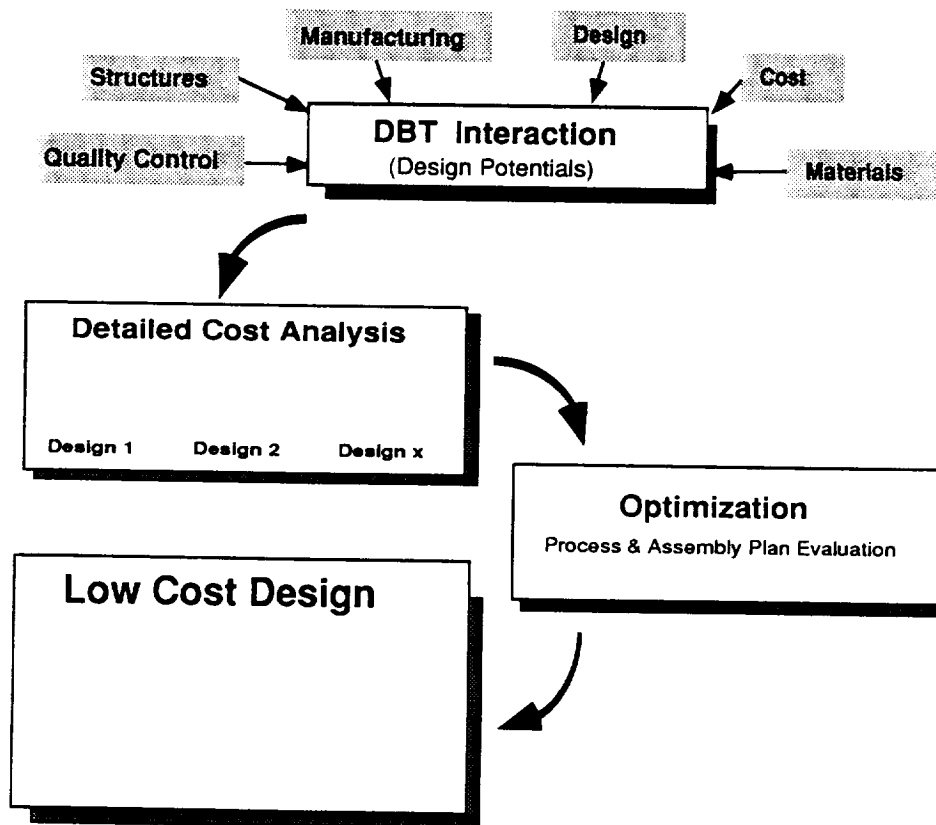 Manufacturing
Design
Structures
Cost
DBT Interaction
(Design Potentials)
Quality Control
Materials
Detailed Cost Analysis
Design 1 Design 2 Design x
Optimization
Process & Assembly Plan Evaluation
Low Cost Design